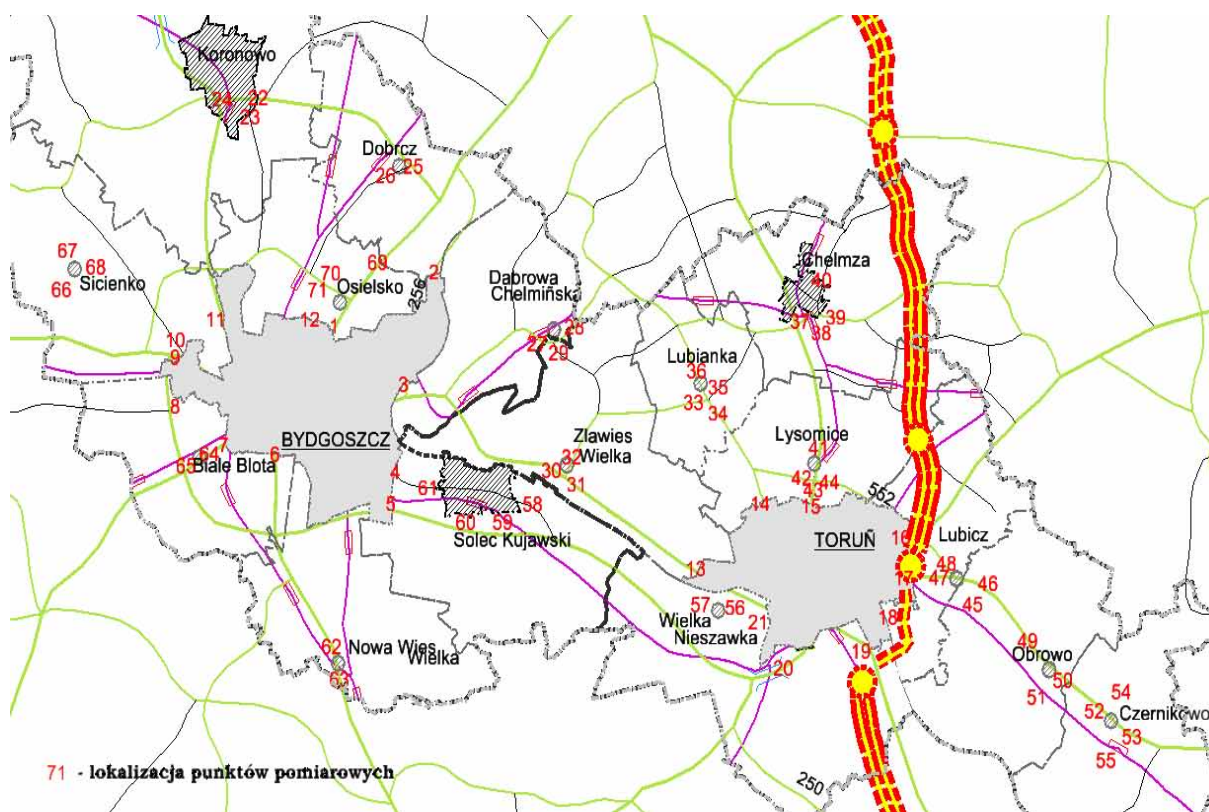 Koronowo
24 22
23
Dobrcz
26 25
67
68
Sicienko
66
70 69 2
71
Osielsko
256
Dabrowa
Chelmińsk
Chelmza
40
11 12 1
28
27
29
37 39
38
10
9
Lubianka
36
35
33
34
8 3
BYDGOSZCZ
7
64
65
6
Biale Blota
Zlawies
32 Wielka
30
31
Lysomice
41
42 44
43
14 15
552
4
61
5
58
60 59
Solec Kujawski
TORUŃ
16
Lubicz
48
17 47 46
45
13
57 56
Wielka
Nieszawka
21
18
20 19
62 Nowa Wies
Wielka
63
49
Obrowo
50
51
54
52 Czernikowo
53
55
250
71 - lokalizacja punktów pomiarowych